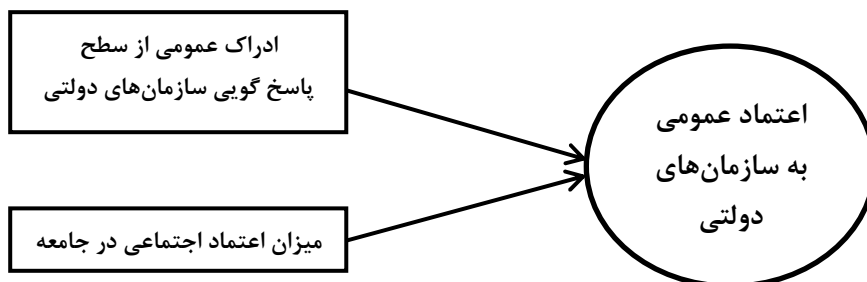 ادراک عمومی از سطح
پاسخ گویی سازمان‌های دولتی
میزان اعتماد اجتماعی در جامعه
اعتماد عمومی
به سازمان‌های
دولتی